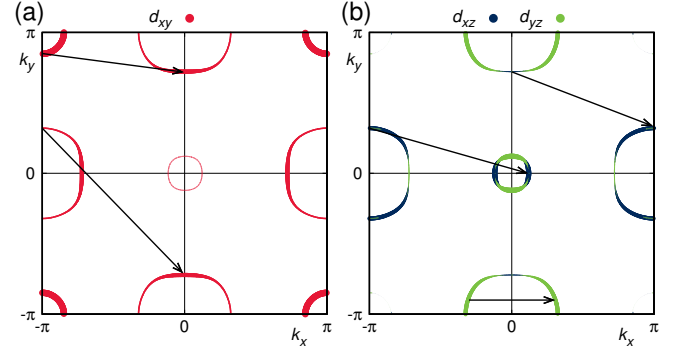 (a) d_xy (b) d_xz d_yz
π π
k_y k_y
0 0
-π -π
-π 0 k_x π -π 0 k_x π